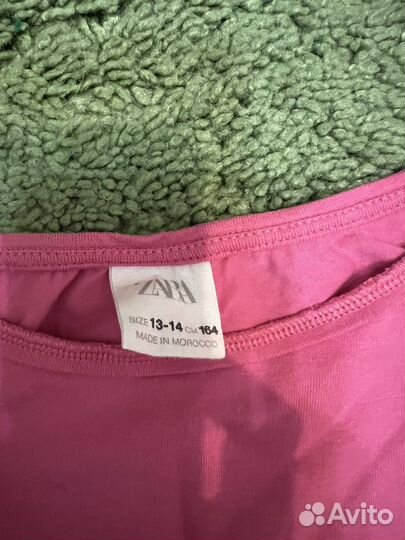 ZARA
SIZE 13-14 CM 164
MADE IN MOROCCO
Avito